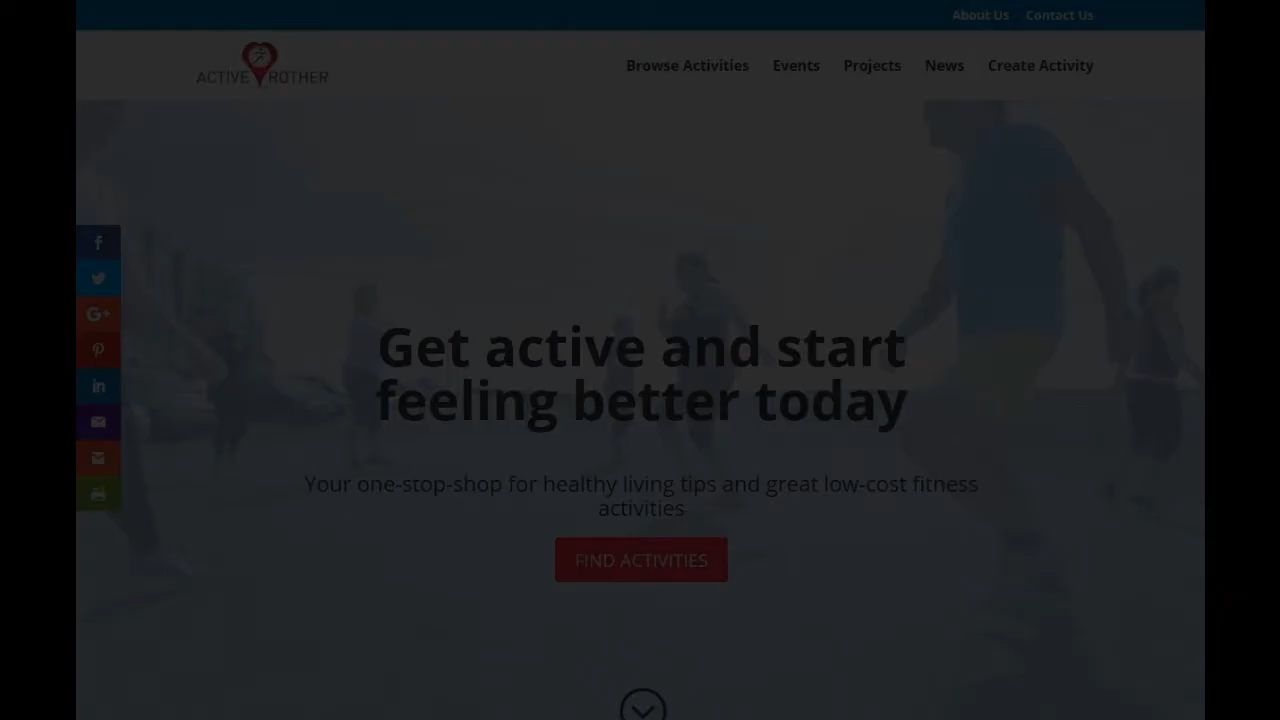 About Us
Contact Us
ACTIVE ROTHER
Browse Activities
Events
Projects
News
Create Activity
f
G+
in
Get active and start
feeling better today
Your one-stop-shop for healthy living tips and great low-cost fitness
activities
FIND ACTIVITIES